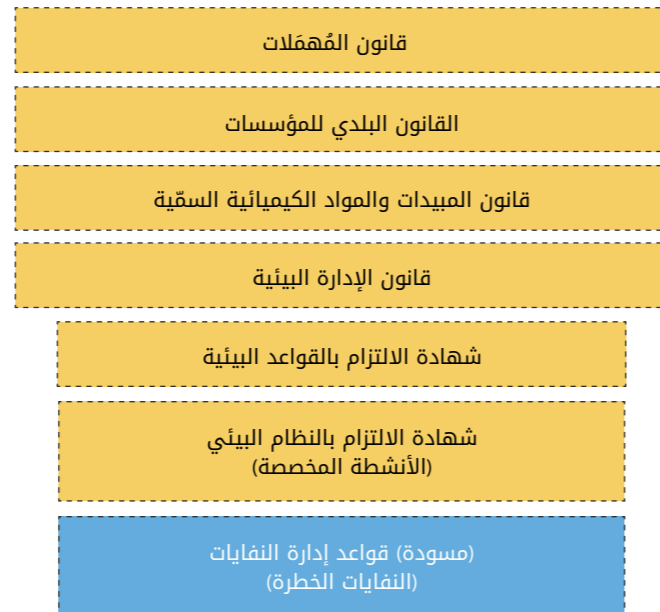 قانون المُهمَلات
القانون البلدي للمؤسسات
قانون المبيدات والمواد الكيميائية السمّية
قانون الإدارة البيئية
شهادة الالتزام بالقواعد البيئية
شهادة الالتزام بالنظام البيئي
(الأنشطة المخصصة)
(مسودة) قواعد إدارة النفايات
(النفايات الخطرة)